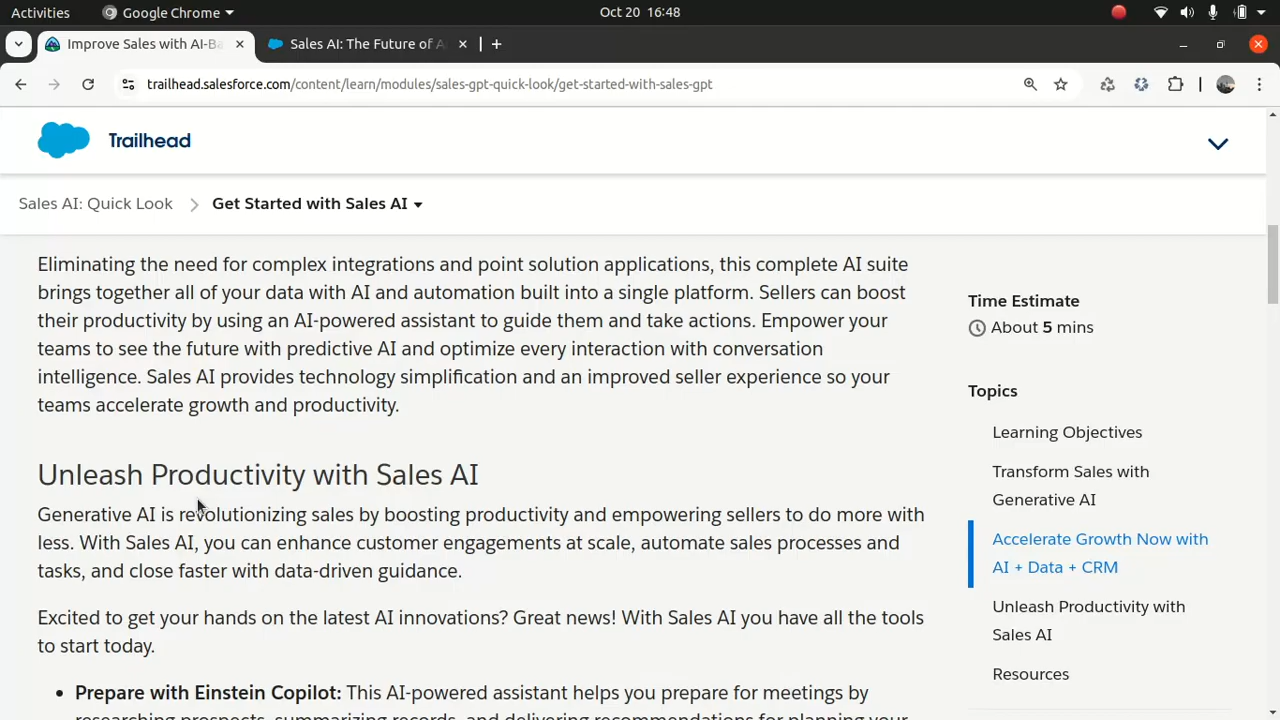 Activities
Google Chrome
Oct 20 16:48
Improve Sales with AI-Ba
Sales AI: The Future of A
trailhead.salesforce.com/content/learn/modules/sales-gpt-quick-look/get-started-with-sales-gpt
Trailhead
Sales AI: Quick Look
Get Started with Sales AI
Eliminating the need for complex integrations and point solution applications, this complete AI suite
brings together all of your data with AI and automation built into a single platform. Sellers can boost
their productivity by using an AI-powered assistant to guide them and take actions. Empower your
teams to see the future with predictive AI and optimize every interaction with conversation
intelligence. Sales AI provides technology simplification and an improved seller experience so your
teams accelerate growth and productivity.
Unleash Productivity with Sales AI
Generative AI is revolutionizing sales by boosting productivity and empowering sellers to do more with
less. With Sales AI, you can enhance customer engagements at scale, automate sales processes and
tasks, and close faster with data-driven guidance.
Excited to get your hands on the latest AI innovations? Great news! With Sales AI you have all the tools
to start today.
• Prepare with Einstein Copilot: This AI-powered assistant helps you prepare for meetings by
researching prospects, summarizing records, and delivering recommendations for planning your
Time Estimate
About 5 mins
Topics
Learning Objectives
Transform Sales with
Generative AI
Accelerate Growth Now with
AI + Data + CRM
Unleash Productivity with
Sales AI
Resources